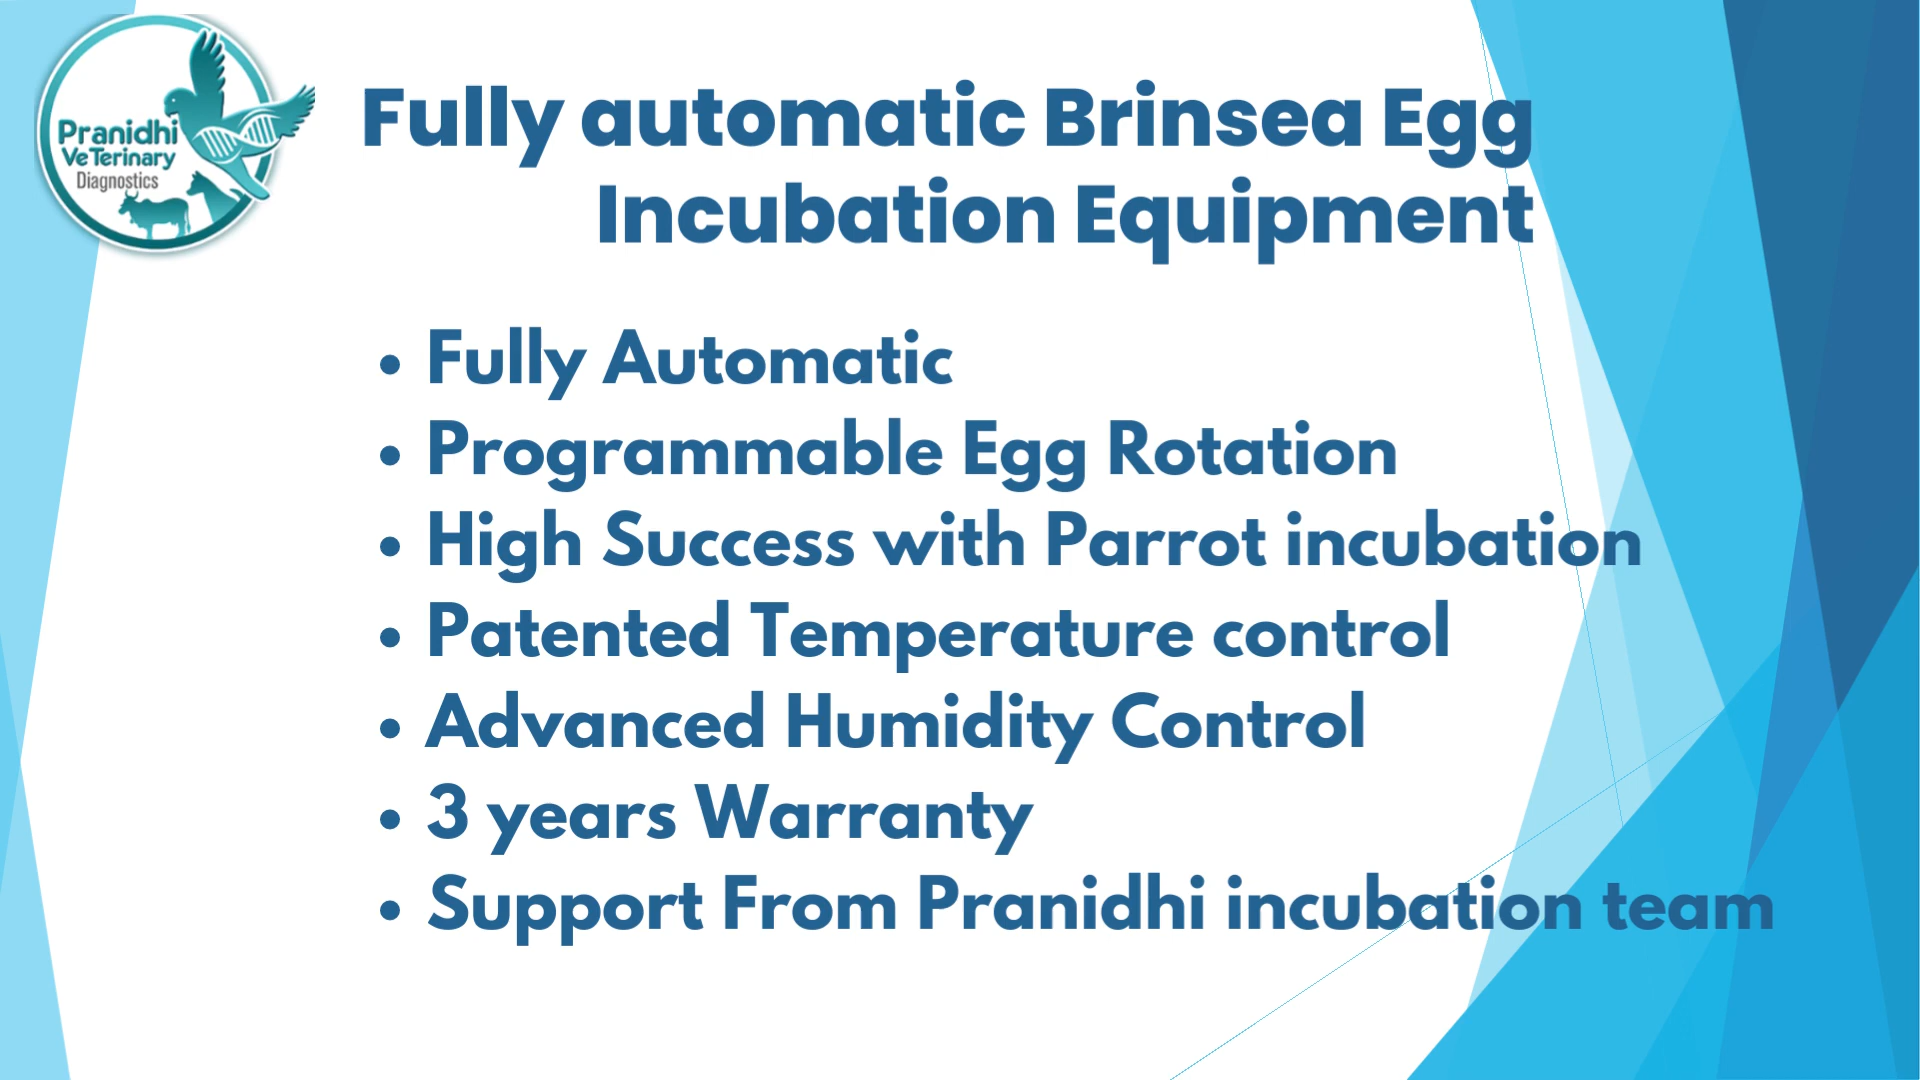 Pranidhi
VeTerinary
Diagnostics
Fully automatic Brinsea Egg
Incubation Equipment
• Fully Automatic
• Programmable Egg Rotation
• High Success with Parrot incubation
• Patented Temperature control
• Advanced Humidity Control
• 3 years Warranty
• Support From Pranidhi incubation team